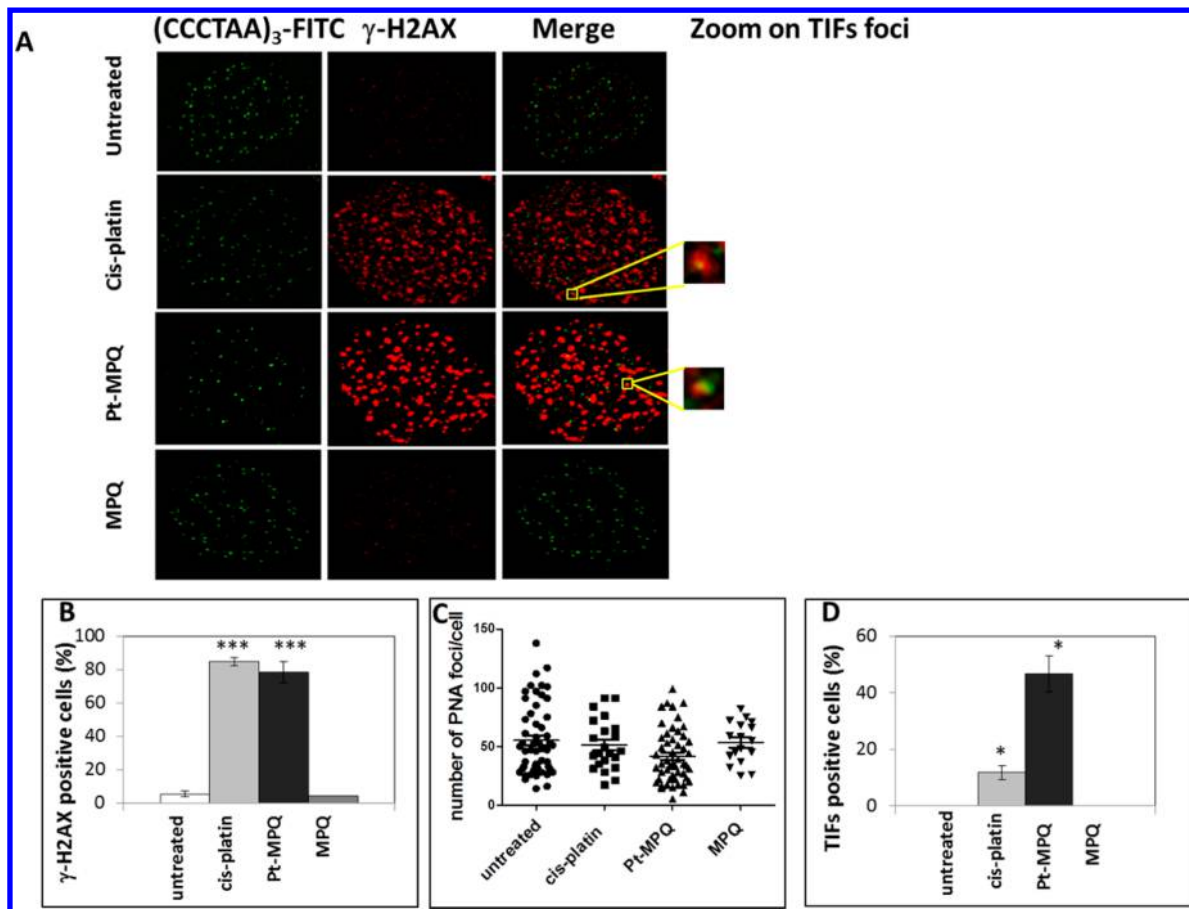 A
(CCCTAA)₃-FITC γ-H2AX Merge Zoom on TIFs foci
Untreated
Cis-platin
Pt-MPQ
MPQ
B
γ-H2AX positive cells (%)
100
80
60
40
20
0
***
***
untreated
cis-platin
Pt-MPQ
MPQ
C
number of PNA foci/cell
150
100
50
0
untreated
cis-platin
Pt-MPQ
MPQ
D
TIFs positive cells (%)
60
40
20
0
*
*
untreated
cis-platin
Pt-MPQ
MPQ